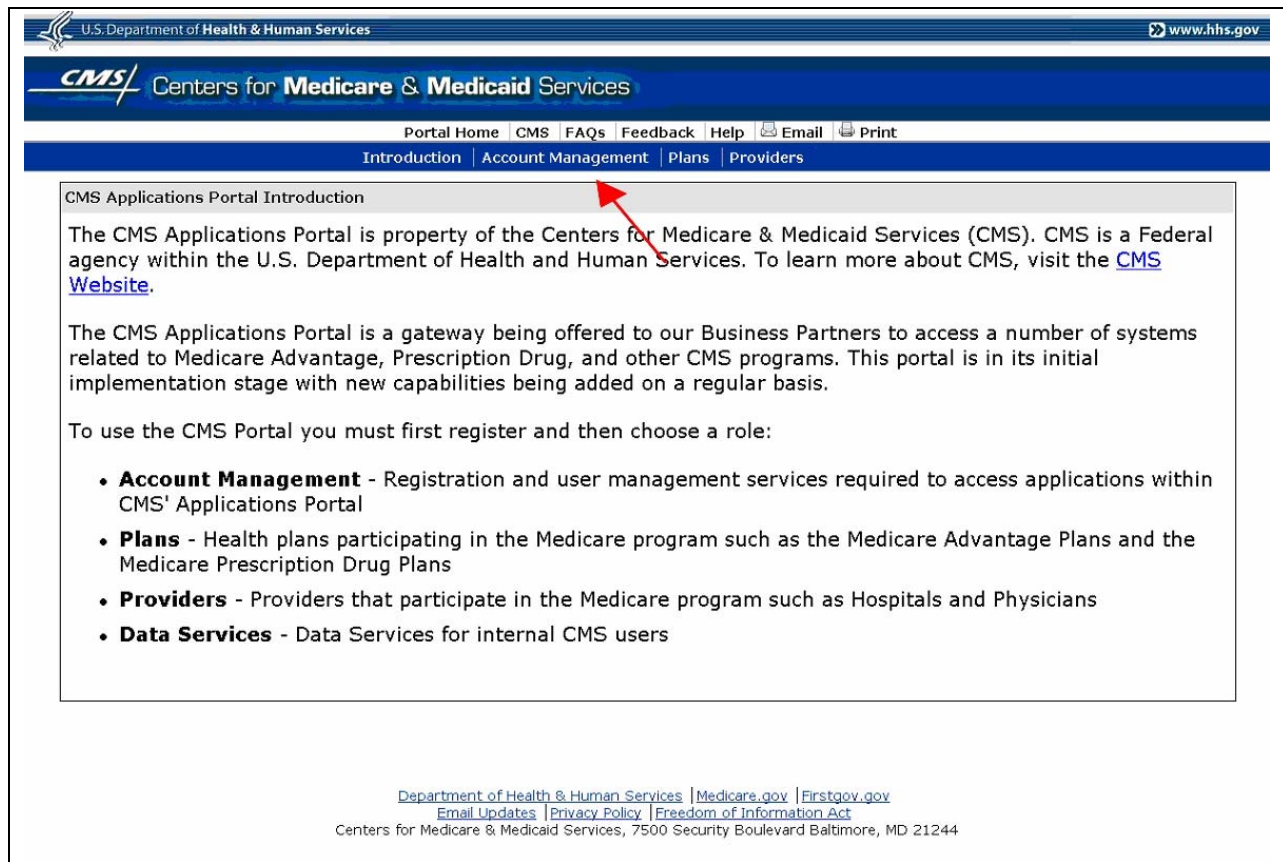 U.S. Department of Health & Human Services
www.hhs.gov
CMS/ Centers for Medicare & Medicaid Services
Portal Home CMS FAQs Feedback Help Email Print
Introduction Account Management Plans Providers
CMS Applications Portal Introduction
The CMS Applications Portal is property of the Centers for Medicare & Medicaid Services (CMS). CMS is a Federal
agency within the U.S. Department of Health and Human Services. To learn more about CMS, visit the CMS
Website.
The CMS Applications Portal is a gateway being offered to our Business Partners to access a number of systems
related to Medicare Advantage, Prescription Drug, and other CMS programs. This portal is in its initial
implementation stage with new capabilities being added on a regular basis.
To use the CMS Portal you must first register and then choose a role:
• Account Management - Registration and user management services required to access applications within
CMS' Applications Portal
• Plans - Health plans participating in the Medicare program such as the Medicare Advantage Plans and the
Medicare Prescription Drug Plans
• Providers - Providers that participate in the Medicare program such as Hospitals and Physicians
• Data Services - Data Services for internal CMS users
Department of Health & Human Services | Medicare.gov | Firstgov.gov
Email Updates | Privacy Policy | Freedom of Information Act
Centers for Medicare & Medicaid Services, 7500 Security Boulevard Baltimore, MD 21244